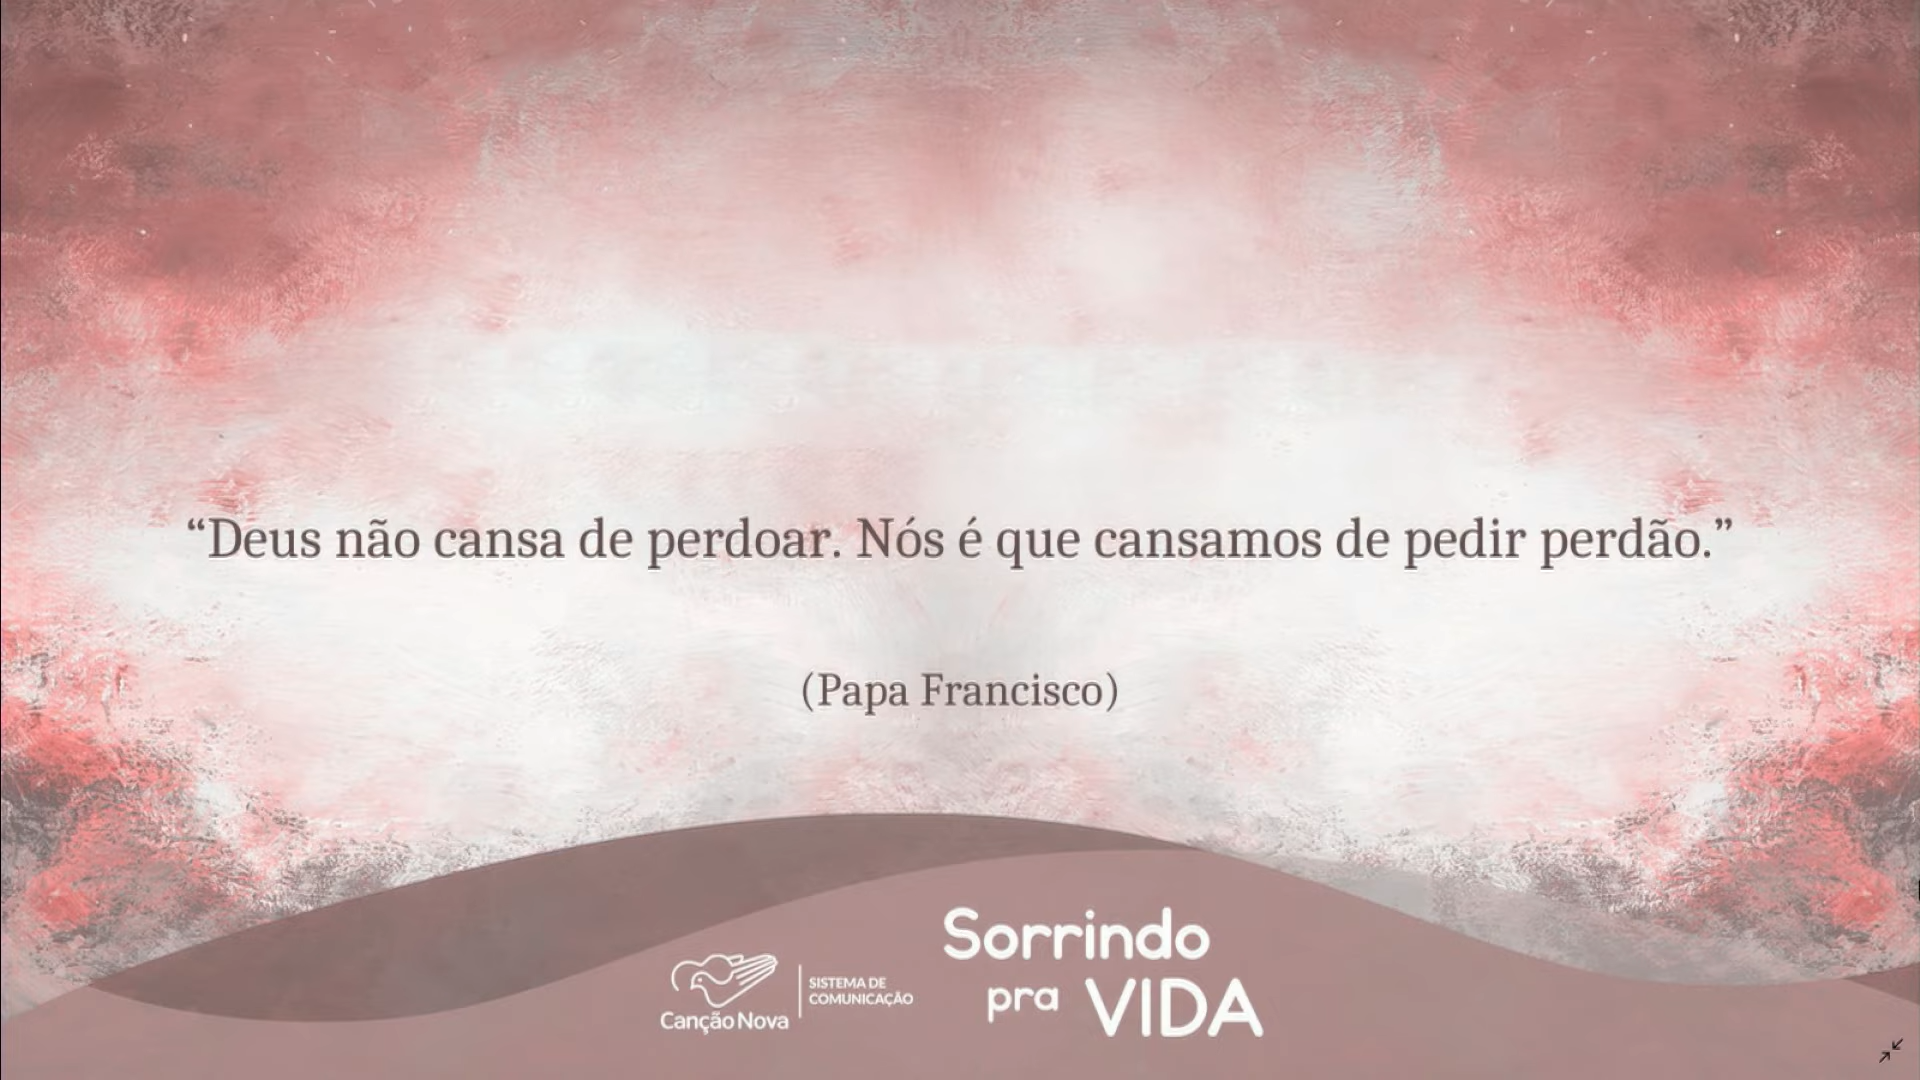 “Deus não cansa de perdoar. Nós é que cansamos de pedir perdão.”
(Papa Francisco)
Sorrindo
pra VIDA
Canção Nova
SISTEMA DE
COMUNICAÇÃO